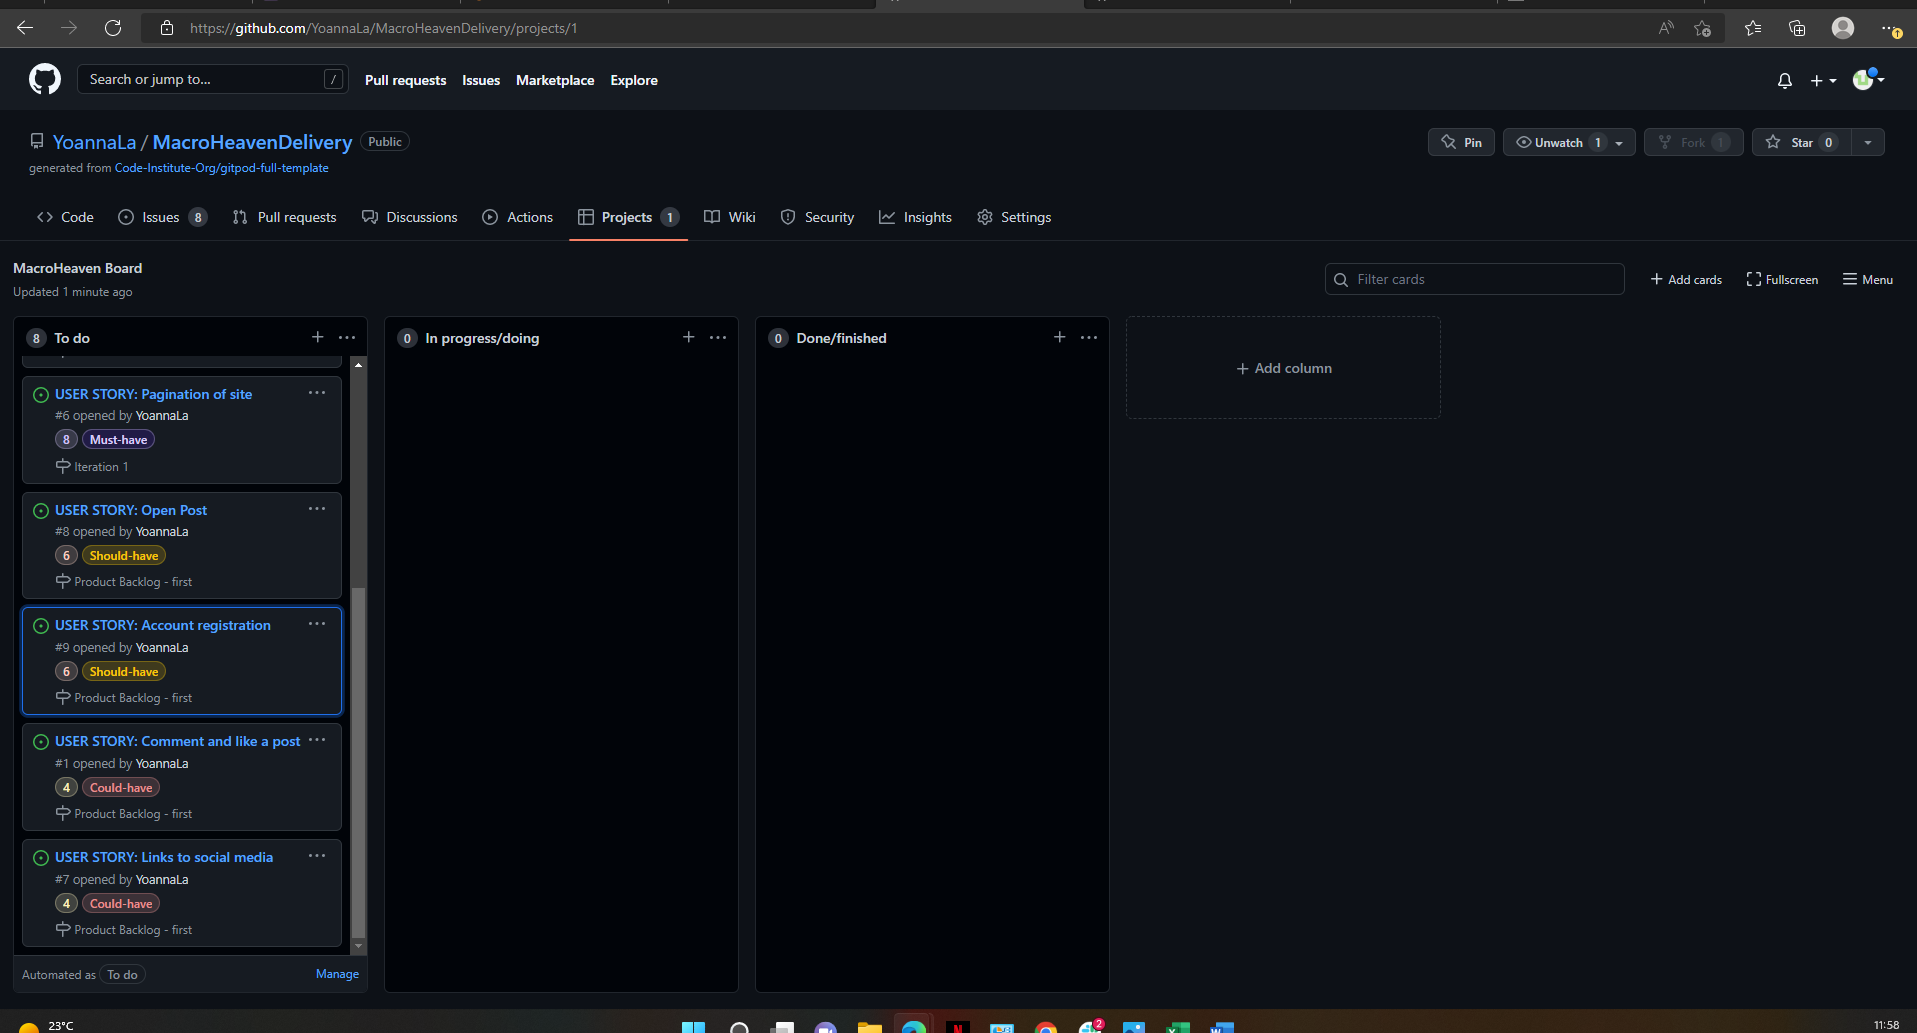 https://github.com/YoannaLa/MacroHeavenDelivery/projects/1
Search or jump to... /
Pull requests Issues Marketplace Explore
YoannaLa / MacroHeavenDelivery Public
generated from Code-Institute-Org/gitpod-full-template
Pin Unwatch 1 Fork 1 Star 0
Code Issues 8 Pull requests Discussions Actions Projects 1 Wiki Security Insights Settings
MacroHeaven Board
Updated 1 minute ago
Filter cards
Add cards Fullscreen Menu
8 To do
USER STORY: Pagination of site
#6 opened by YoannaLa
8 Must-have
Iteration 1
USER STORY: Open Post
#8 opened by YoannaLa
6 Should-have
Product Backlog - first
USER STORY: Account registration
#9 opened by YoannaLa
6 Should-have
Product Backlog - first
USER STORY: Comment and like a post
#1 opened by YoannaLa
4 Could-have
Product Backlog - first
USER STORY: Links to social media
#7 opened by YoannaLa
4 Could-have
Product Backlog - first
Automated as To do Manage
0 In progress/doing
0 Done/finished
Add column
23°C
2
11:58